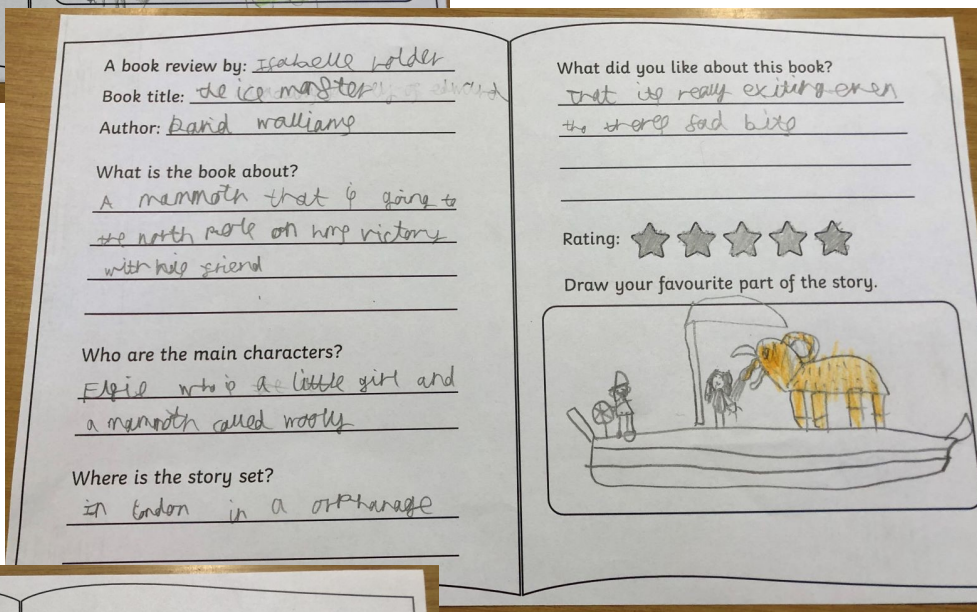 A book review by: Isabelle holder
Book title: the ice monster
Author: David walliams
What is the book about?
A mammoth that is going to
the north pole on hms victory
with his friend
Who are the main characters?
Elsie who is a little girl and
a mammoth called wooly
Where is the story set?
in london in a orphanage
What did you like about this book?
That its really exiting even
tho theres sad bits
Rating:
Draw your favourite part of the story.